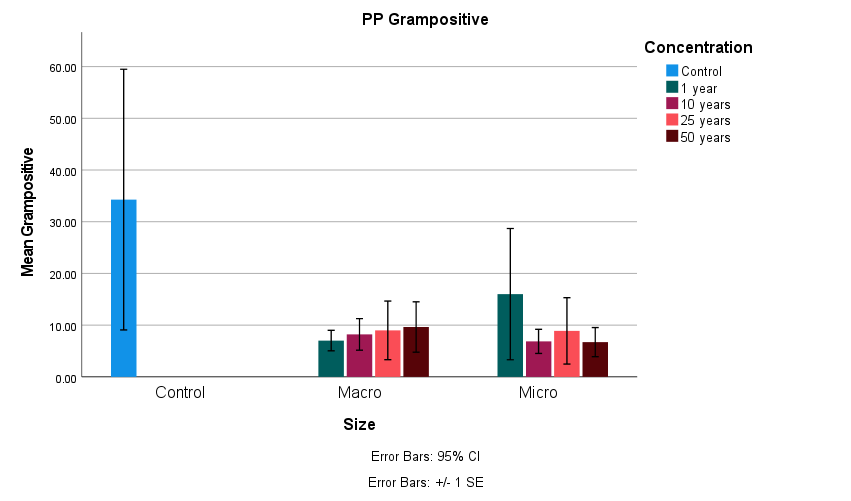 PP Grampositive
Concentration
Control
1 year
10 years
25 years
50 years
Mean Grampositive
60.00
50.00
40.00
30.00
20.00
10.00
0.00
Control
Macro
Micro
Size
Error Bars: 95% CI
Error Bars: +/- 1 SE